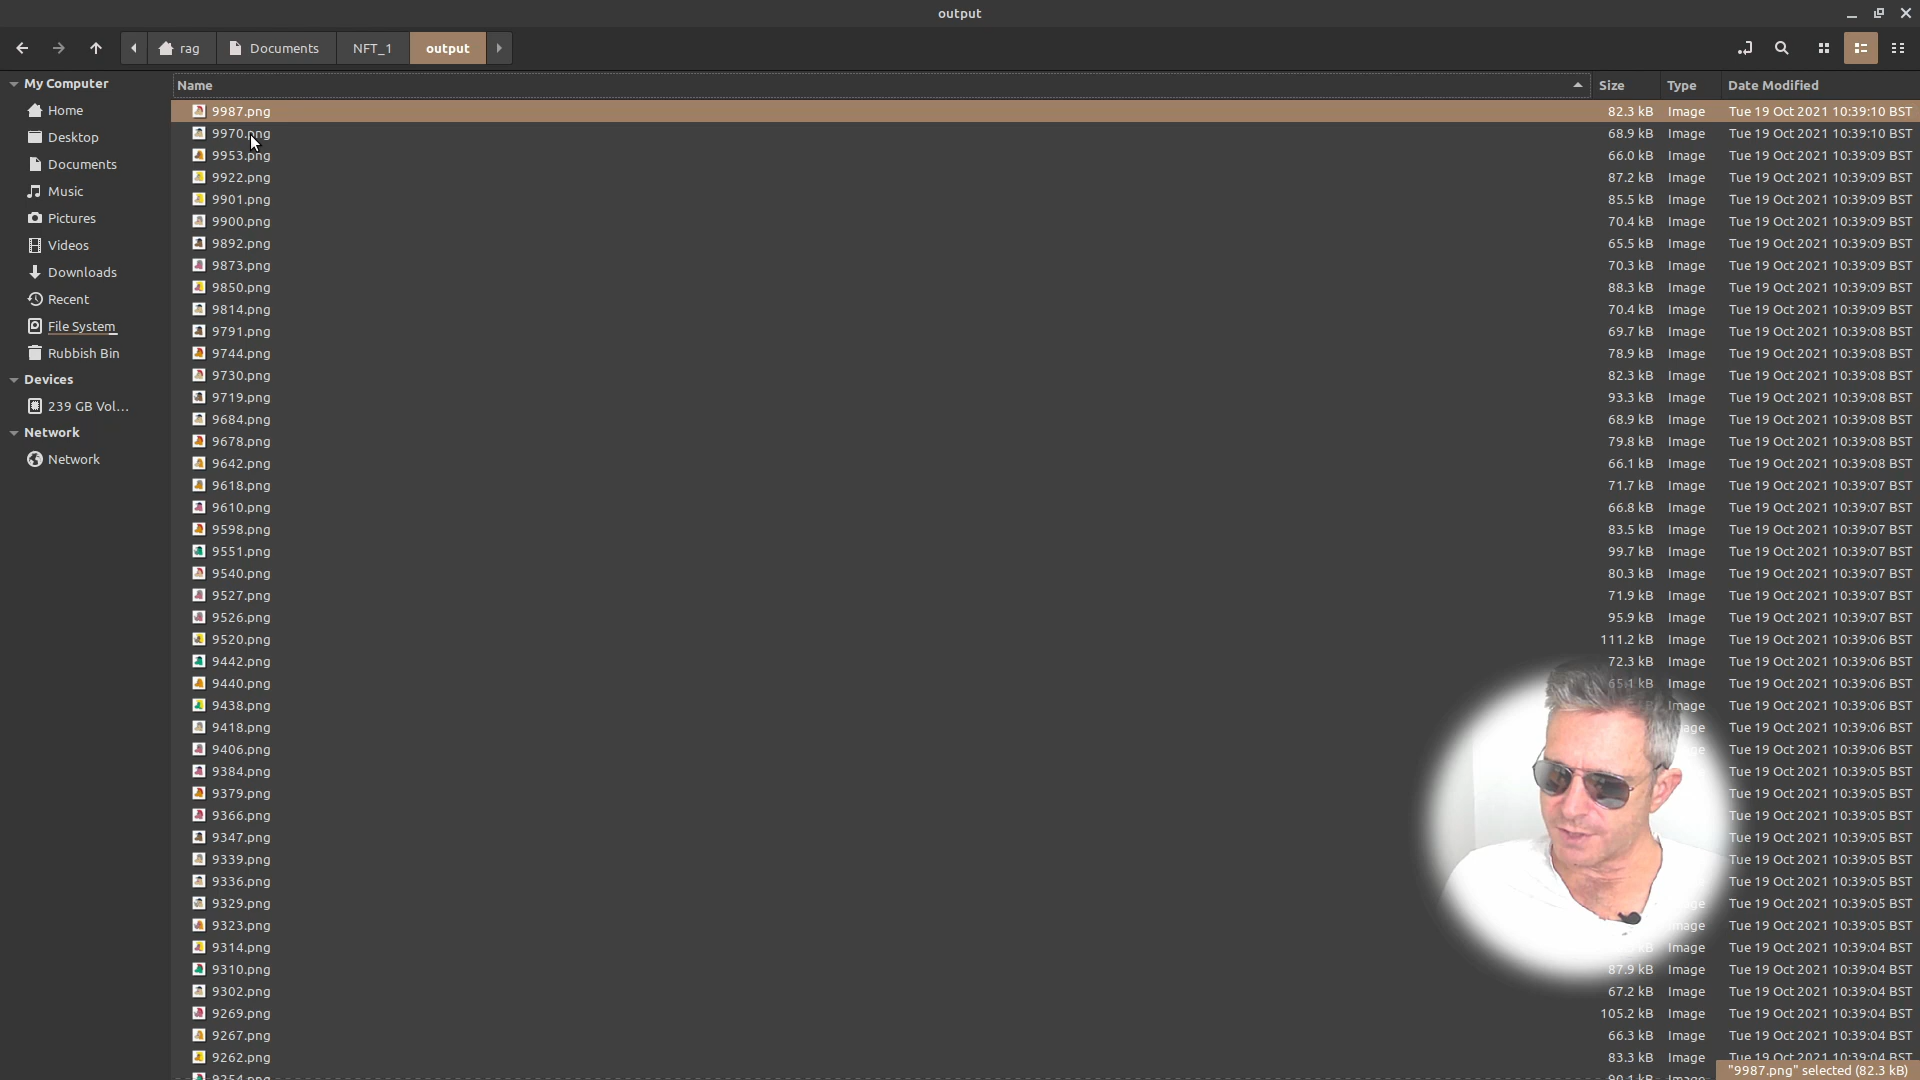 output
rag Documents NFT_1 output
My Computer
Home
Desktop
Documents
Music
Pictures
Videos
Downloads
Recent
File System
Rubbish Bin
Devices
239 GB Vol...
Network
Network
Name Size Type Date Modified
9987.png 82.3 kB Image Tue 19 Oct 2021 10:39:10 BST
9970.png 68.9 kB Image Tue 19 Oct 2021 10:39:10 BST
9953.png 66.0 kB Image Tue 19 Oct 2021 10:39:09 BST
9922.png 87.2 kB Image Tue 19 Oct 2021 10:39:09 BST
9901.png 85.5 kB Image Tue 19 Oct 2021 10:39:09 BST
9900.png 70.4 kB Image Tue 19 Oct 2021 10:39:09 BST
9892.png 65.5 kB Image Tue 19 Oct 2021 10:39:09 BST
9873.png 70.3 kB Image Tue 19 Oct 2021 10:39:09 BST
9850.png 88.3 kB Image Tue 19 Oct 2021 10:39:09 BST
9814.png 70.4 kB Image Tue 19 Oct 2021 10:39:09 BST
9791.png 69.7 kB Image Tue 19 Oct 2021 10:39:08 BST
9744.png 78.9 kB Image Tue 19 Oct 2021 10:39:08 BST
9730.png 82.3 kB Image Tue 19 Oct 2021 10:39:08 BST
9719.png 93.3 kB Image Tue 19 Oct 2021 10:39:08 BST
9684.png 68.9 kB Image Tue 19 Oct 2021 10:39:08 BST
9678.png 79.8 kB Image Tue 19 Oct 2021 10:39:08 BST
9642.png 66.1 kB Image Tue 19 Oct 2021 10:39:08 BST
9618.png 71.7 kB Image Tue 19 Oct 2021 10:39:07 BST
9610.png 66.8 kB Image Tue 19 Oct 2021 10:39:07 BST
9598.png 83.5 kB Image Tue 19 Oct 2021 10:39:07 BST
9551.png 99.7 kB Image Tue 19 Oct 2021 10:39:07 BST
9540.png 80.3 kB Image Tue 19 Oct 2021 10:39:07 BST
9527.png 71.9 kB Image Tue 19 Oct 2021 10:39:07 BST
9526.png 95.9 kB Image Tue 19 Oct 2021 10:39:07 BST
9520.png 111.2 kB Image Tue 19 Oct 2021 10:39:06 BST
9442.png 72.3 kB Image Tue 19 Oct 2021 10:39:06 BST
9440.png 65.1 kB Image Tue 19 Oct 2021 10:39:06 BST
9438.png Image Tue 19 Oct 2021 10:39:06 BST
9418.png Tue 19 Oct 2021 10:39:06 BST
9406.png Tue 19 Oct 2021 10:39:06 BST
9384.png Tue 19 Oct 2021 10:39:05 BST
9379.png Tue 19 Oct 2021 10:39:05 BST
9366.png Tue 19 Oct 2021 10:39:05 BST
9347.png Tue 19 Oct 2021 10:39:05 BST
9339.png Tue 19 Oct 2021 10:39:05 BST
9336.png Tue 19 Oct 2021 10:39:05 BST
9329.png Tue 19 Oct 2021 10:39:05 BST
9323.png Image Tue 19 Oct 2021 10:39:05 BST
9314.png Image Tue 19 Oct 2021 10:39:04 BST
9310.png 87.9 kB Image Tue 19 Oct 2021 10:39:04 BST
9302.png 67.2 kB Image Tue 19 Oct 2021 10:39:04 BST
9269.png 105.2 kB Image Tue 19 Oct 2021 10:39:04 BST
9267.png 66.3 kB Image Tue 19 Oct 2021 10:39:04 BST
9262.png 83.3 kB Image Tue 19 Oct 2021 10:39:04 BST
"9987.png" selected (82.3 kB)